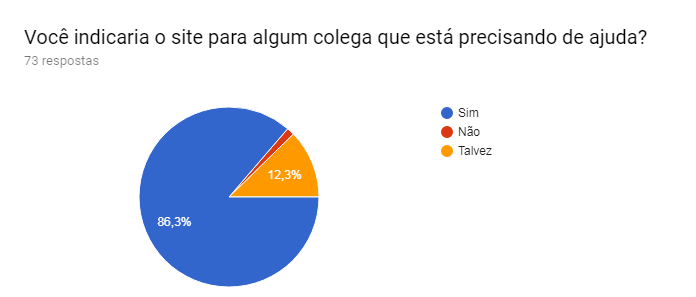 Você indicaria o site para algum colega que está precisando de ajuda?
73 respostas
Sim
Não
Talvez
12,3%
86,3%